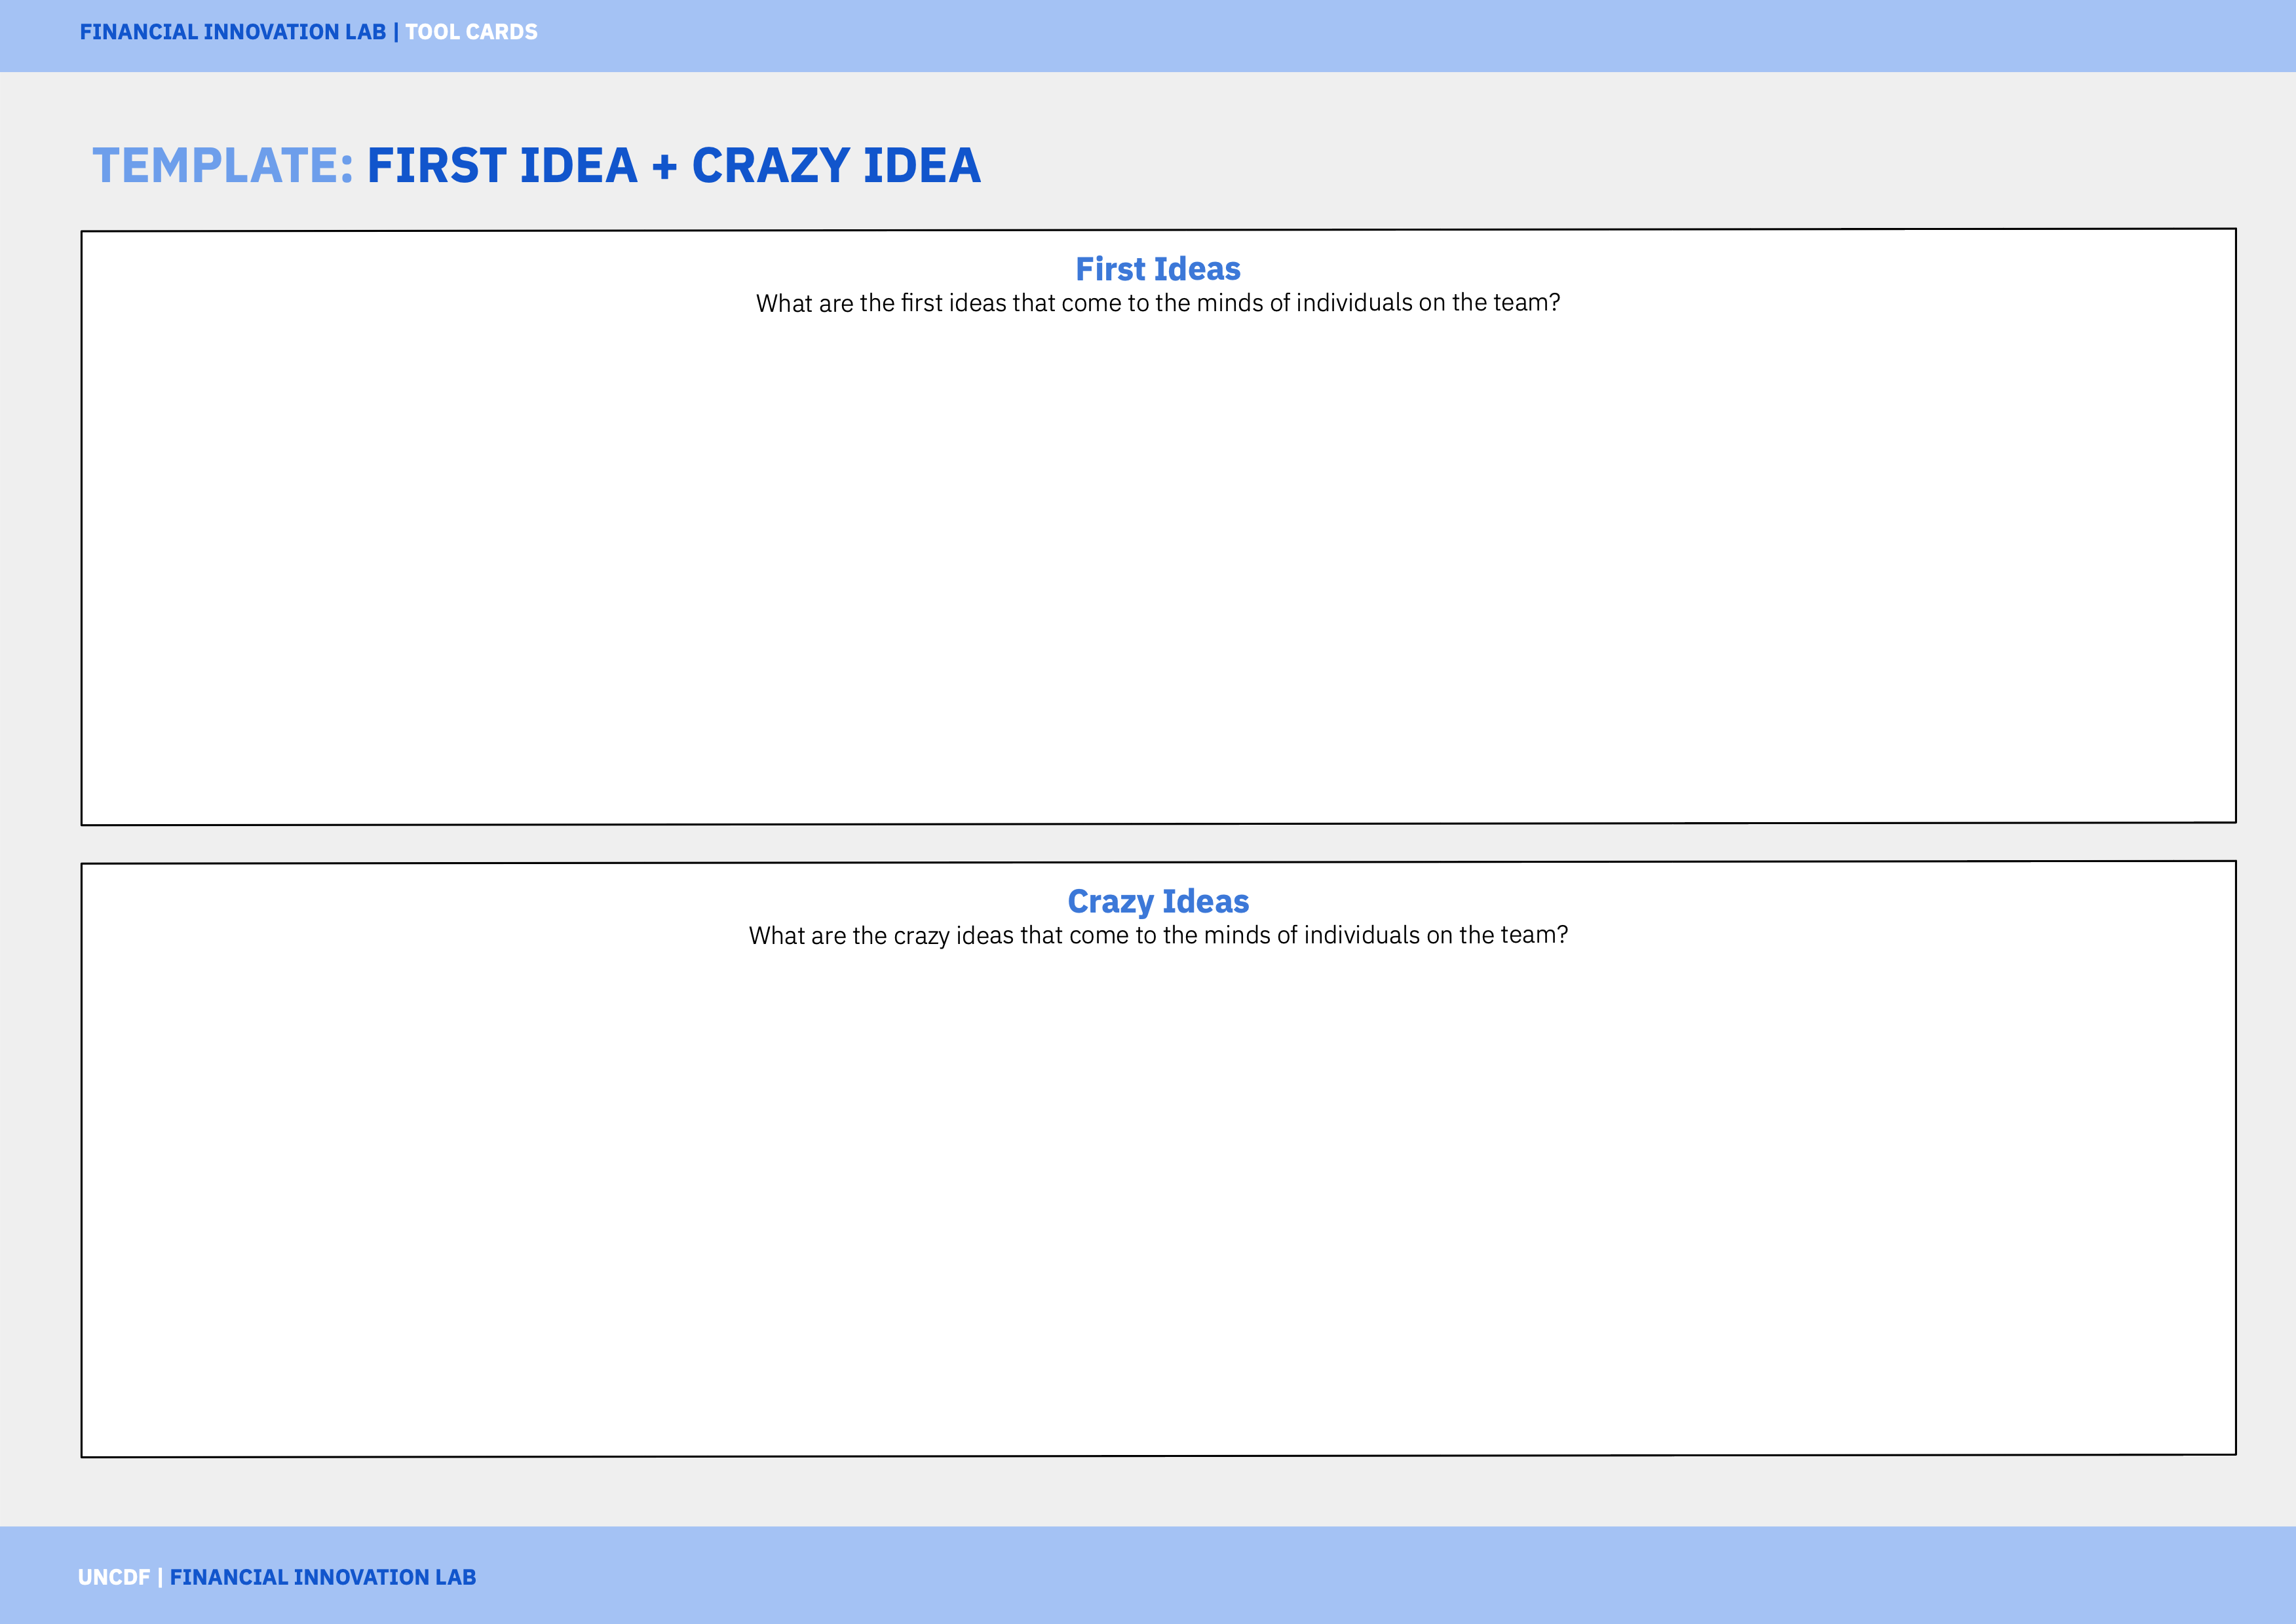 FINANCIAL INNOVATION LAB | TOOL CARDS
TEMPLATE: FIRST IDEA + CRAZY IDEA
First Ideas
What are the first ideas that come to the minds of individuals on the team?
Crazy Ideas
What are the crazy ideas that come to the minds of individuals on the team?
UNCDF | FINANCIAL INNOVATION LAB